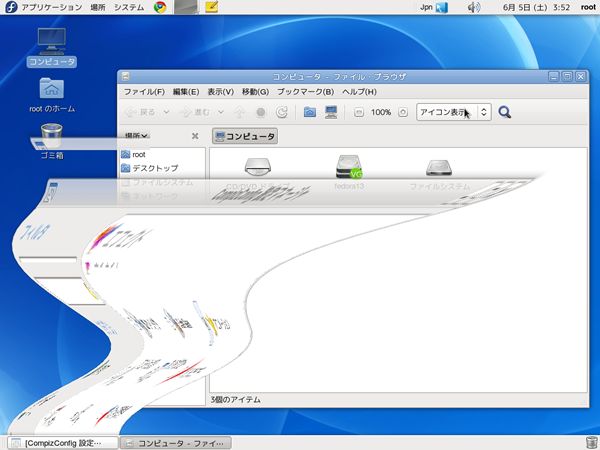 アプリケーション 場所 システム Jpn 6月 5日 (土) 3:52 root
コンピュータ
root のホーム
ゴミ箱
コンピュータ - ファイル・ブラウザ
ファイル(F) 編集(E) 表示(V) 移動(G) ブックマーク(B) ヘルプ(H)
戻る 進む 100% アイコン表示
場所 コンピュータ
root
デスクトップ
ファイルシステム
ネットワーク
CD/DVD ドライブ fedora13 ファイルシステム
フィルタ
3個のアイテム
[CompizConfig 設定… コンピュータ - ファイ…